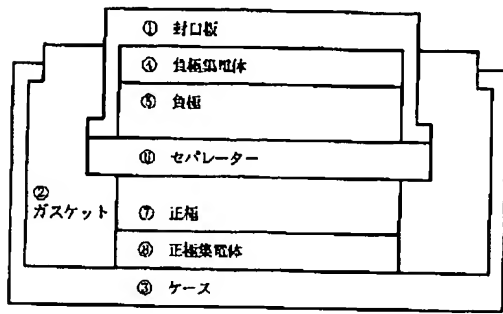 ① 封口板
④ 負極集電体
⑤ 負極
⑥ セパレーター
②
ガスケット
⑦ 正極
⑧ 正極集電体
③ ケース